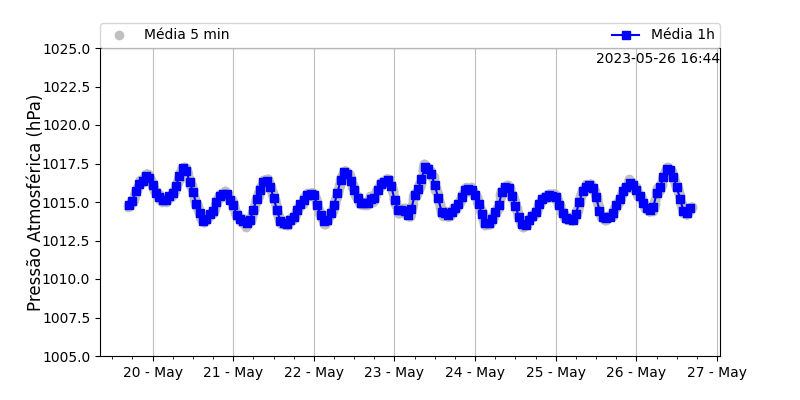 Média 5 min
Média 1h
2023-05-26 16:44
Pressão Atmosférica (hPa)
1025.0
1022.5
1020.0
1017.5
1015.0
1012.5
1010.0
1007.5
1005.0
20 - May
21 - May
22 - May
23 - May
24 - May
25 - May
26 - May
27 - May